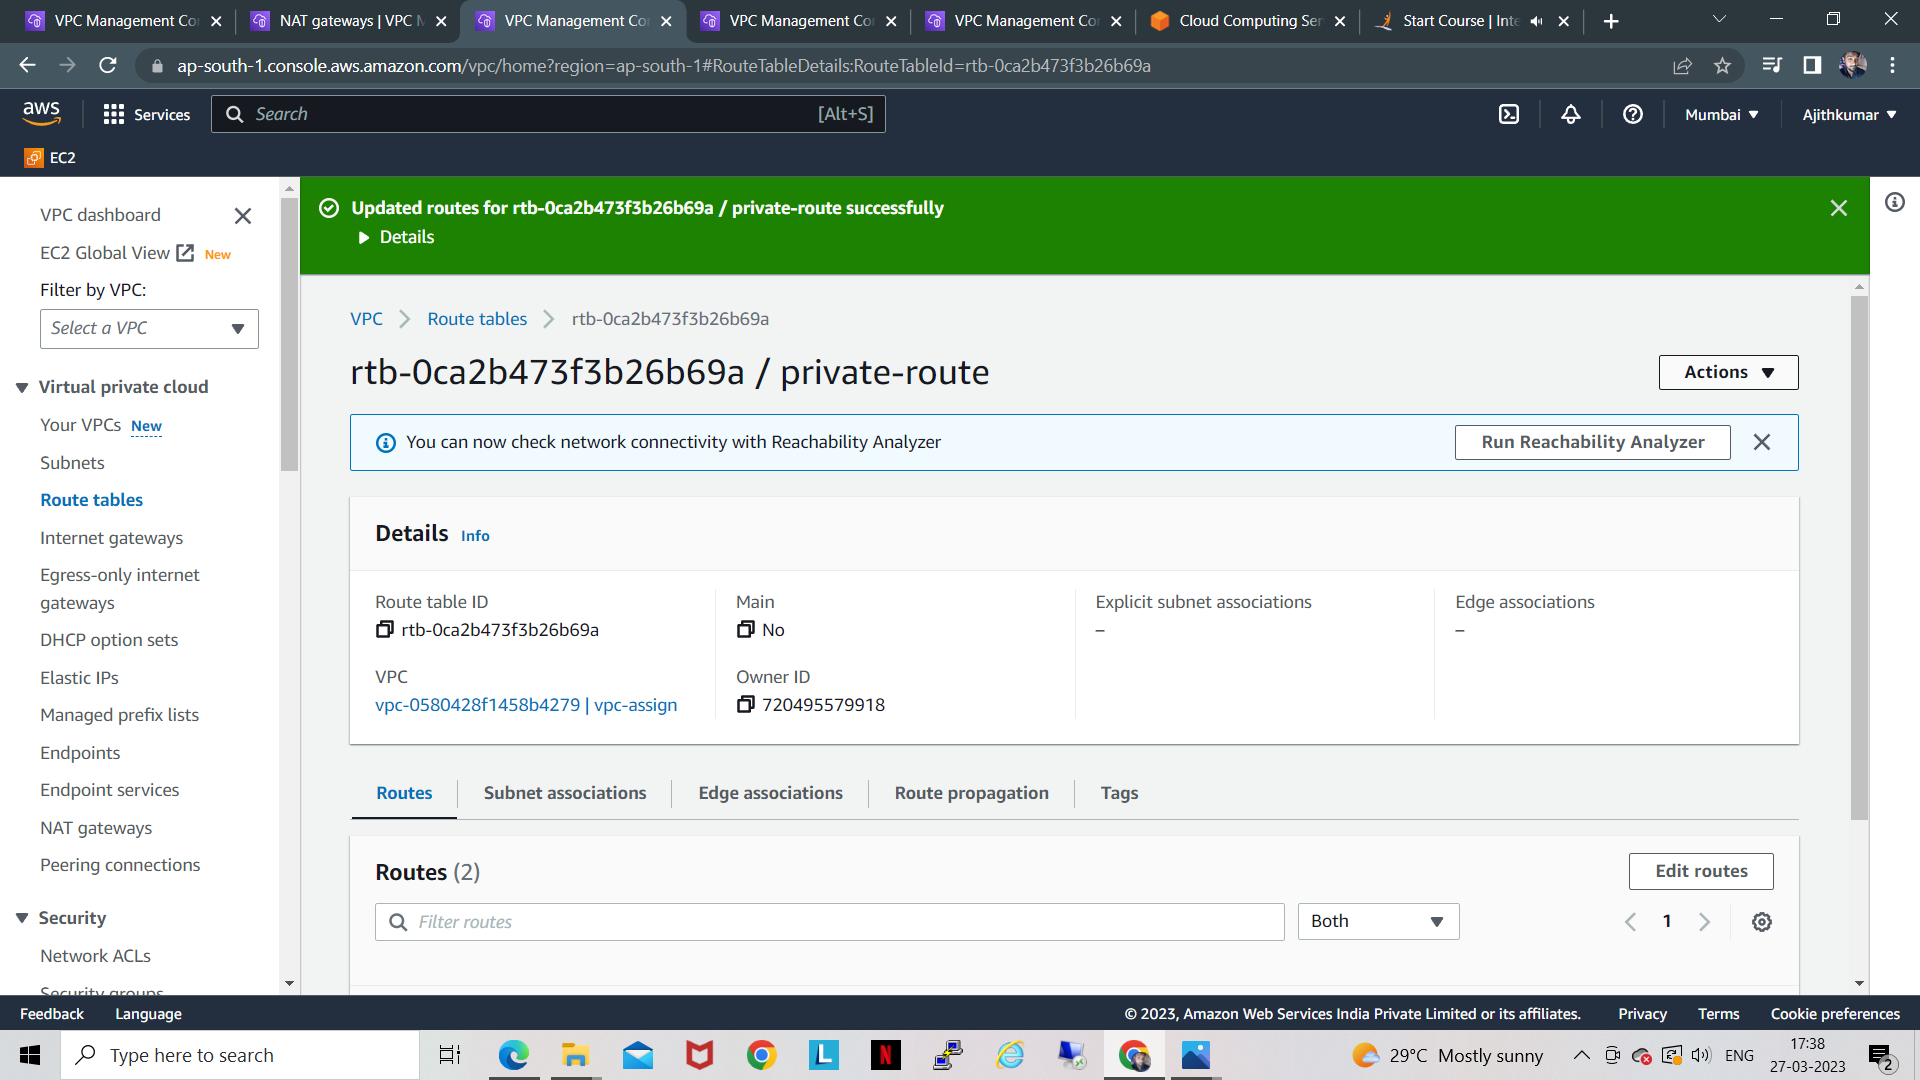 VPC Management Co
NAT gateways | VPC M
VPC Management Co
VPC Management Co
VPC Management Co
Cloud Computing Ser
Start Course | Inte
ap-south-1.console.aws.amazon.com/vpc/home?region=ap-south-1#RouteTableDetails:RouteTableId=rtb-0ca2b473f3b26b69a
aws
Services
Search
[Alt+S]
Mumbai
Ajithkumar
EC2
VPC dashboard
EC2 Global View New
Filter by VPC:
Select a VPC
Virtual private cloud
Your VPCs New
Subnets
Route tables
Internet gateways
Egress-only internet
gateways
DHCP option sets
Elastic IPs
Managed prefix lists
Endpoints
Endpoint services
NAT gateways
Peering connections
Security
Network ACLs
Security groups
Updated routes for rtb-0ca2b473f3b26b69a / private-route successfully
Details
VPC
Route tables
rtb-0ca2b473f3b26b69a
rtb-0ca2b473f3b26b69a / private-route
Actions
You can now check network connectivity with Reachability Analyzer
Run Reachability Analyzer
Details Info
Route table ID
rtb-0ca2b473f3b26b69a
Main
No
Explicit subnet associations
–
Edge associations
–
VPC
vpc-0580428f1458b4279 | vpc-assign
Owner ID
720495579918
Routes
Subnet associations
Edge associations
Route propagation
Tags
Routes (2)
Edit routes
Filter routes
Both
1
Feedback
Language
© 2023, Amazon Web Services India Private Limited or its affiliates.
Privacy
Terms
Cookie preferences
Type here to search
L
N
29°C Mostly sunny
ENG
17:38
27-03-2023
2